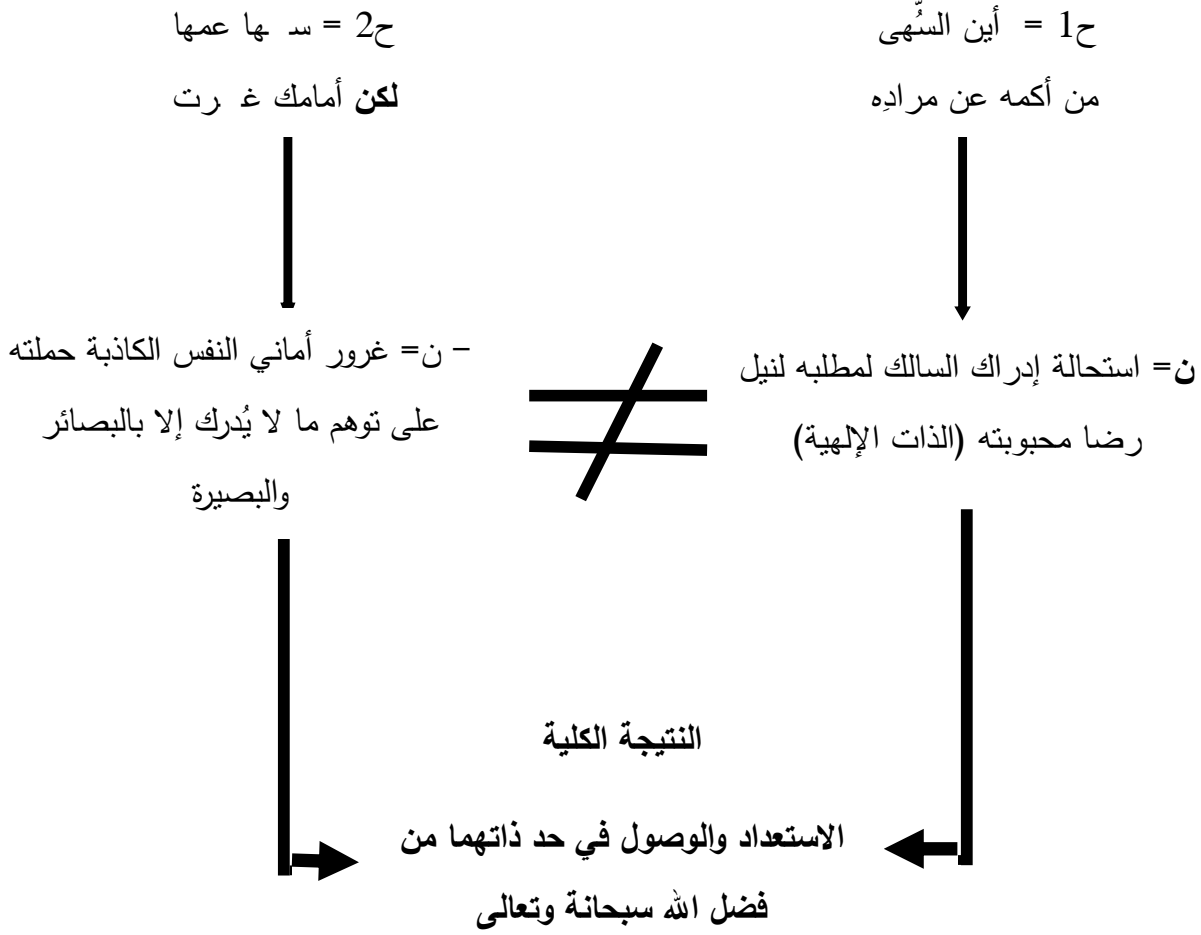 ح1 = أين السُّهى
من أكمه عن مرادِه
ح2 = سـ ها عمها
لكن أمامك غـ رت
ن= استحالة إدراك السالك لمطلبه لنيل
رضا محبوبته (الذات الإلهية)
– ن= غرور أماني النفس الكاذبة حملته
على توهم ما لا يُدرك إلا بالبصائر
والبصيرة
النتيجة الكلية
الاستعداد والوصول في حد ذاتهما من
فضل الله سبحانة وتعالى